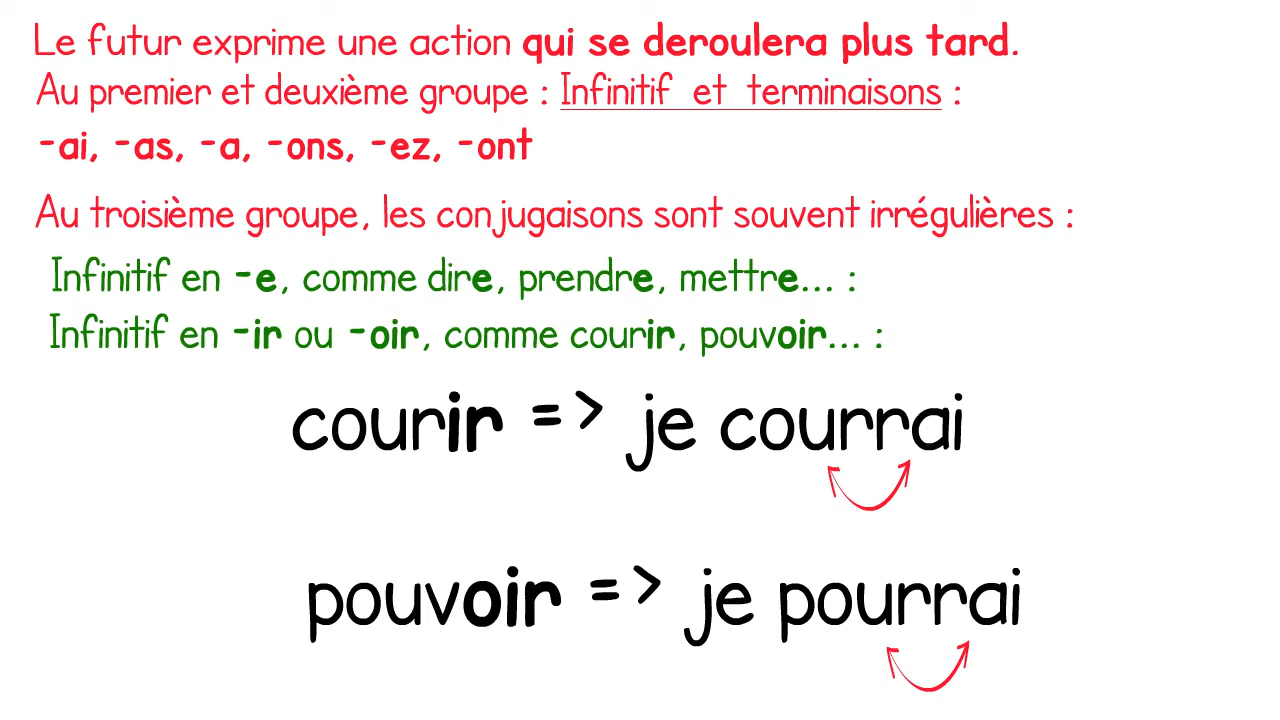 Le futur exprime une action qui se deroulera plus tard.
Au premier et deuxième groupe : Infinitif et terminaisons :
-ai, -as, -a, -ons, -ez, -ont
Au troisième groupe, les conjugaisons sont souvent irrégulières :
Infinitif en -e, comme dire, prendre, mettre... :
Infinitif en -ir ou -oir, comme courir, pouvoir... :
courir => je courrai
pouvoir => je pourrai